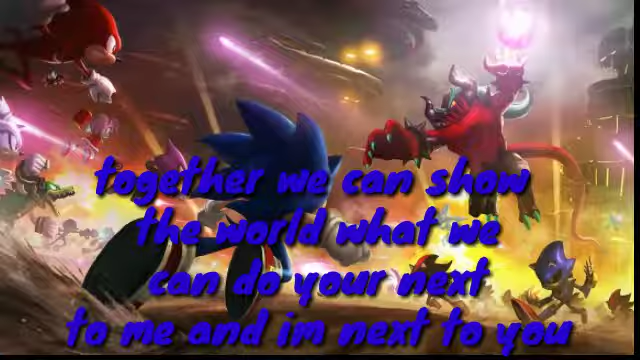 together we can show
the world what we
can do your next
to me and im next to you